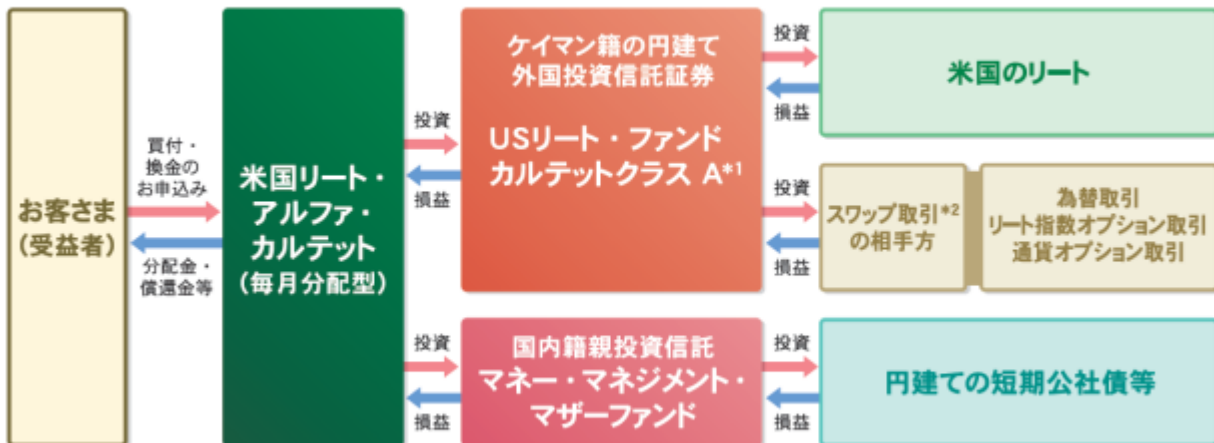 お客さま
（受益者）
買付・
換金の
お申込み
分配金・
償還金等
米国リート・
アルファ・
カルテット
（毎月分配型）
投資
損益
ケイマン籍の円建て
外国投資信託証券
USリート・ファンド
カルテットクラス A*1
投資
損益
米国のリート
投資
損益
スワップ取引*2
の相手方
為替取引
リート指数オプション取引
通貨オプション取引
投資
損益
国内籍親投資信託
マネー・マネジメント・
マザーファンド
投資
損益
円建ての短期公社債等